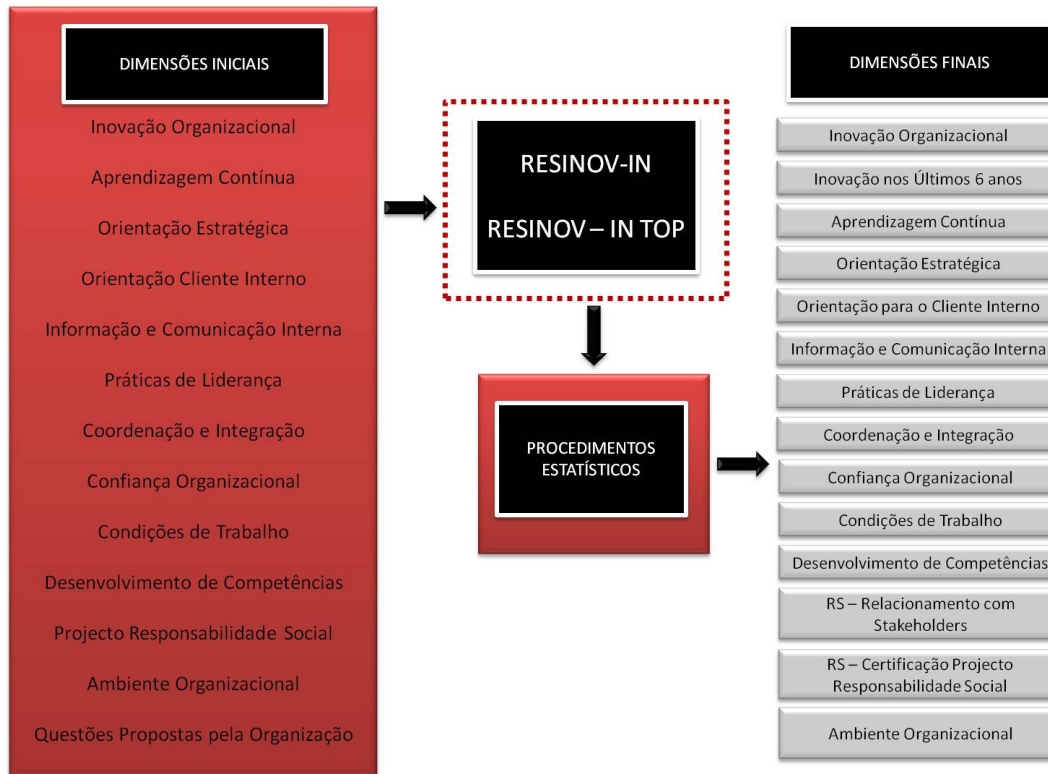 DIMENSÕES INICIAIS
Inovação Organizacional
Aprendizagem Contínua
Orientação Estratégica
Orientação Cliente Interno
Informação e Comunicação Interna
Práticas de Liderança
Coordenação e Integração
Confiança Organizacional
Condições de Trabalho
Desenvolvimento de Competências
Projecto Responsabilidade Social
Ambiente Organizacional
Questões Propostas pela Organização
RESINOV-IN
RESINOV – IN TOP
PROCEDIMENTOS
ESTATÍSTICOS
DIMENSÕES FINAIS
Inovação Organizacional
Inovação nos Últimos 6 anos
Aprendizagem Contínua
Orientação Estratégica
Orientação para o Cliente Interno
Informação e Comunicação Interna
Práticas de Liderança
Coordenação e Integração
Confiança Organizacional
Condições de Trabalho
Desenvolvimento de Competências
RS – Relacionamento com
Stakeholders
RS – Certificação Projecto
Responsabilidade Social
Ambiente Organizacional